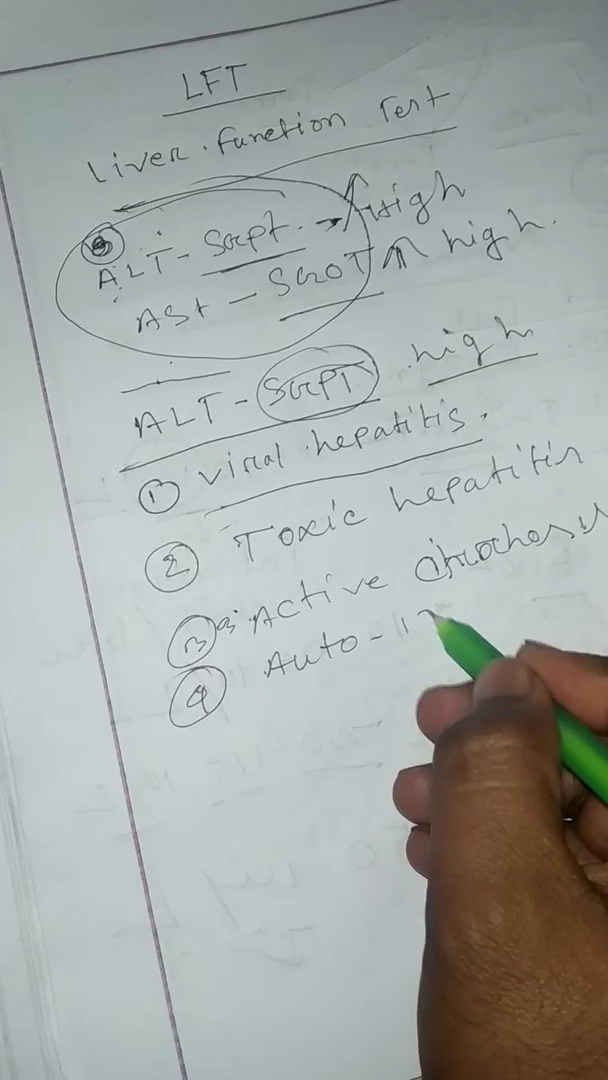 LFT
Liver Function Test
ALT - SGPT → ↑ High
AST - SGOT ↑ high.
ALT - SGPT high
① viral hepatitis.
② Toxic hepatitis
③ Active
④ Auto-